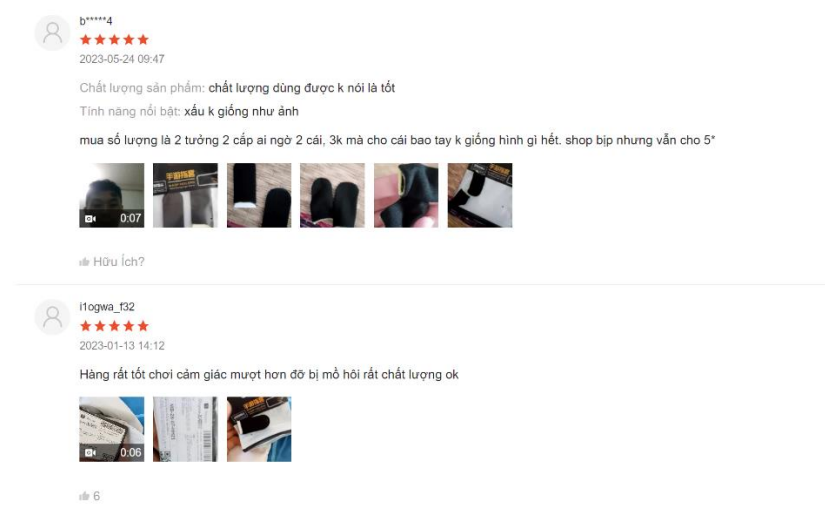 b*****4
2023-05-24 09:47
Chất lượng sản phẩm: chất lượng dùng được k nói là tốt
Tính năng nổi bật: xấu k giống như ảnh
mua số lượng là 2 tưởng 2 cấp ai ngờ 2 cái, 3k mà cho cái bao tay k giống hình gì hết. shop bịp nhưng vẫn cho 5*
0:07
Hữu Ích?
i1ogwa_f32
2023-01-13 14:12
Hàng rất tốt chơi cảm giác mượt hơn đỡ bị mồ hôi rất chất lượng ok
0:06
6